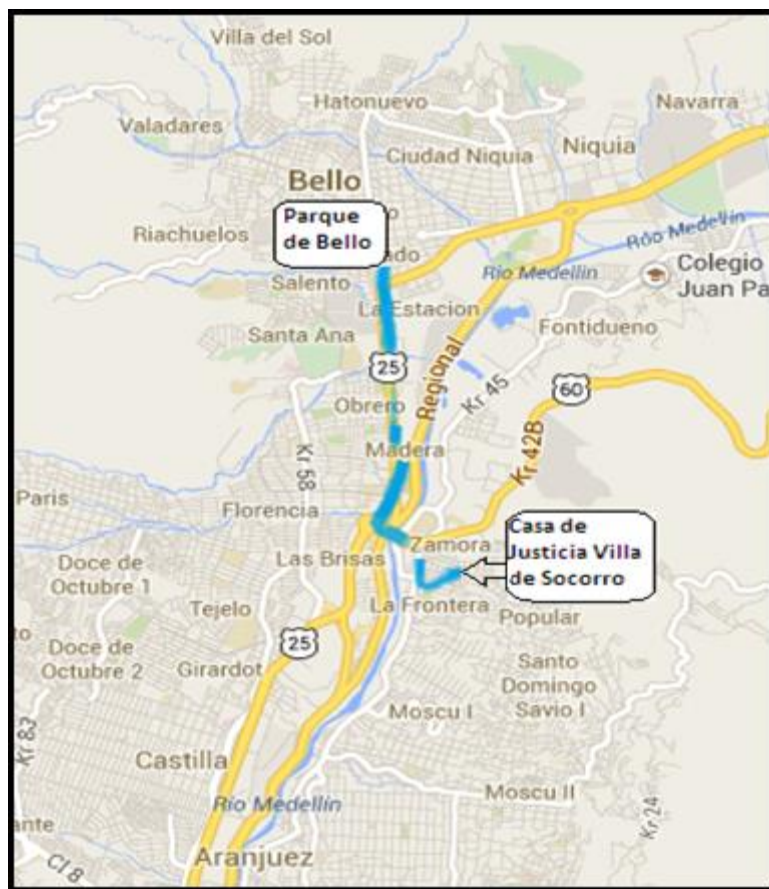 Villa del Sol
Hatonuevo
Navarra
Valadares
Ciudad Niquia
Niquia
Bello
Parque
de Bello
Riachuelos
Río Medellín
Río Medellín
Colegio
Juan Pa
Salento
La Estacion
Fontidueno
Santa Ana
25
Regional
Kr 45
60
Obrero
Kr 42B
Madera
Kr 58
Paris
Florencia
Casa de
Justicia Villa
de Socorro
Zamora
Las Brisas
Doce de
Octubre 1
La Frontera
Popular
Tejelo
25
Doce de
Octubre 2
Girardot
Santo
Domingo
Savio I
Moscu I
Kr 83
Castilla
Moscu II
Río Medellín
Kr 24
ante
Aranjuez
Cl 8